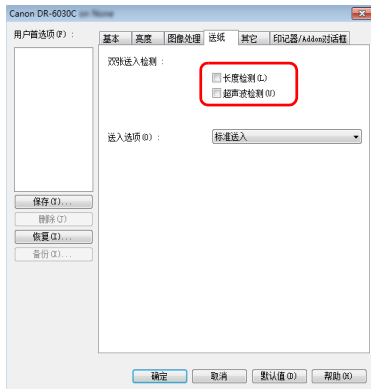 Canon DR-6030C on None
用户首选项(F) :
基本 亮度 图像处理 送纸 其它 印记器/Addon对话框
双张送入检测 :
长度检测(L)
超声波检测(U)
送入选项(O) :
标准送入
保存(Y)...
删除(J)
恢复(I)...
备份(X)...
确定
取消
默认值(D)
帮助(H)